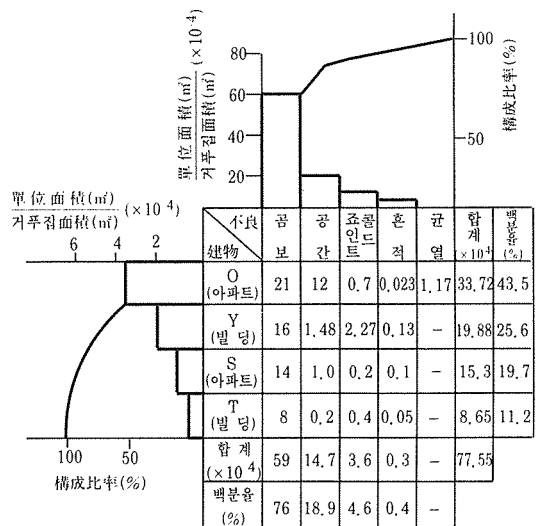 單位面積(㎡)
거푸집面積(㎡)
(×10⁻⁴)
80
60
40
20
100
50
構成比率(%)
單位面積(㎡)
거푸집面積(㎡)
(×10⁴)
6 4 2
不良 곰보 공간 콜드죠인트 흔적 균열 합계(×10⁴) 백분율(%)
建物
O
(아파트) 21 12 0.7 0.023 1.17 33.72 43.5
Y
(빌딩) 16 1.48 2.27 0.13 - 19.88 25.6
S
(아파트) 14 1.0 0.2 0.1 - 15.3 19.7
T
(빌딩) 8 0.2 0.4 0.05 - 8.65 11.2
합계
(×10⁴) 59 14.7 3.6 0.3 - 77.55
백분율
(%) 76 18.9 4.6 0.4 -
100 50
構成比率(%)